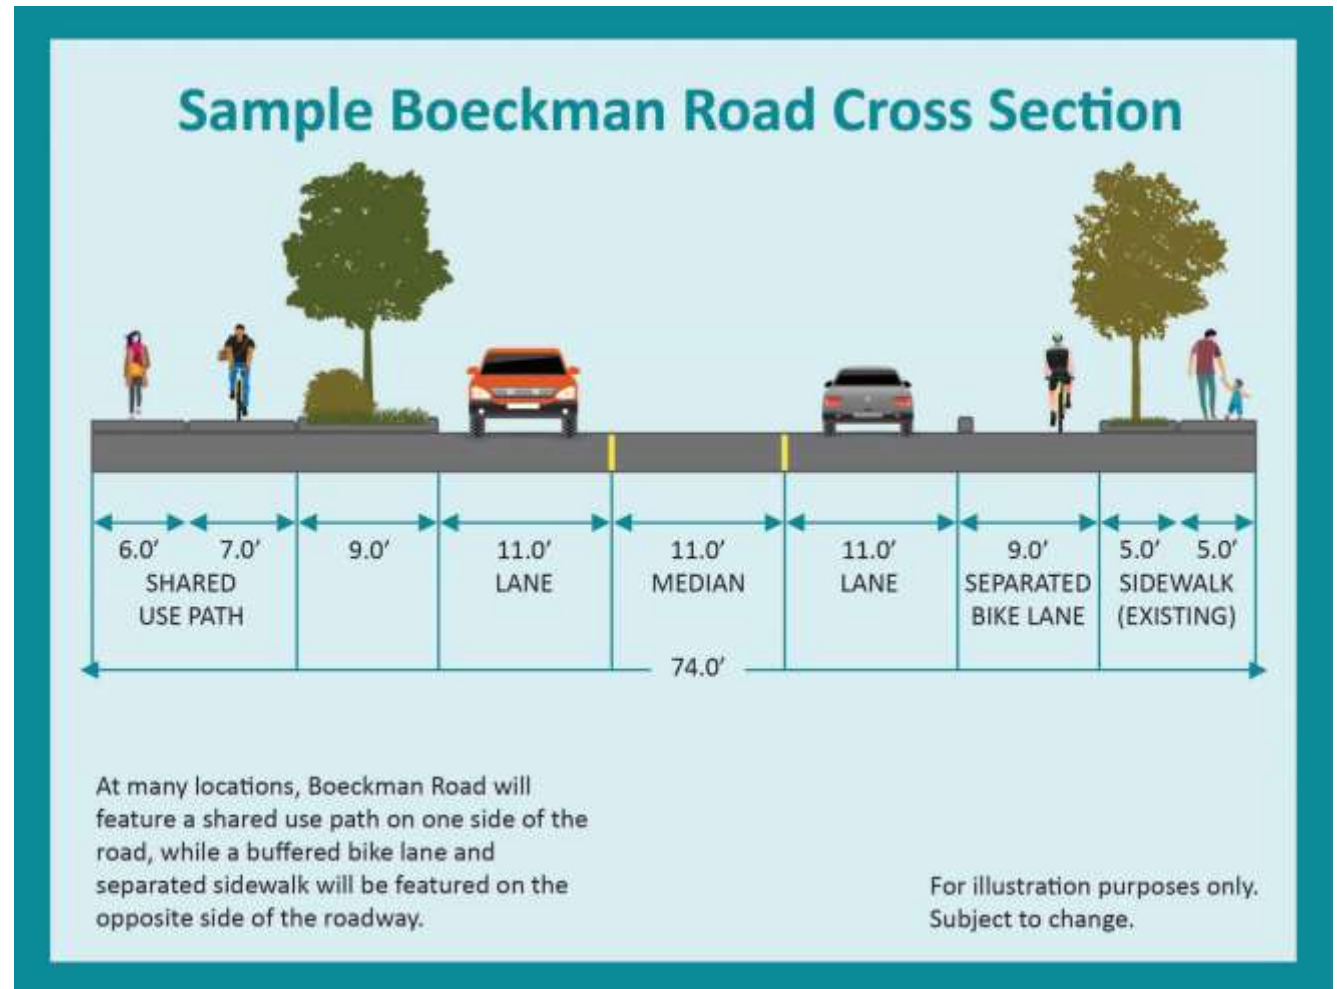 Sample Boeckman Road Cross Section
6.0’ 7.0’ 9.0’ 11.0’ 11.0’ 11.0’ 9.0’ 5.0’ 5.0’
SHARED LANE MEDIAN LANE SEPARATED SIDEWALK
USE PATH BIKE LANE (EXISTING)
74.0’
At many locations, Boeckman Road will
feature a shared use path on one side of the
road, while a buffered bike lane and
separated sidewalk will be featured on the
opposite side of the roadway.
For illustration purposes only.
Subject to change.